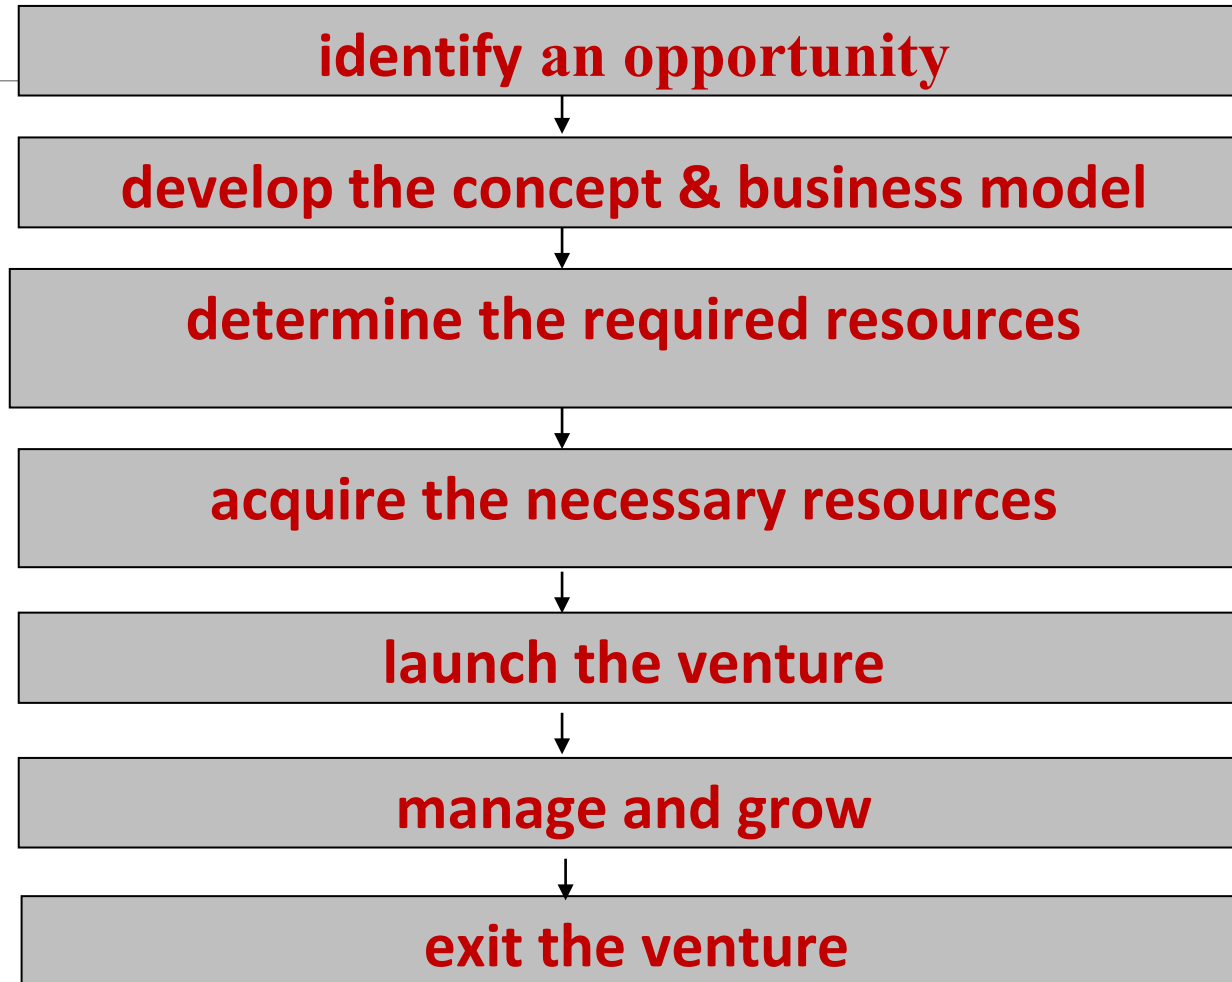 identify an opportunity
develop the concept & business model
determine the required resources
acquire the necessary resources
launch the venture
manage and grow
exit the venture